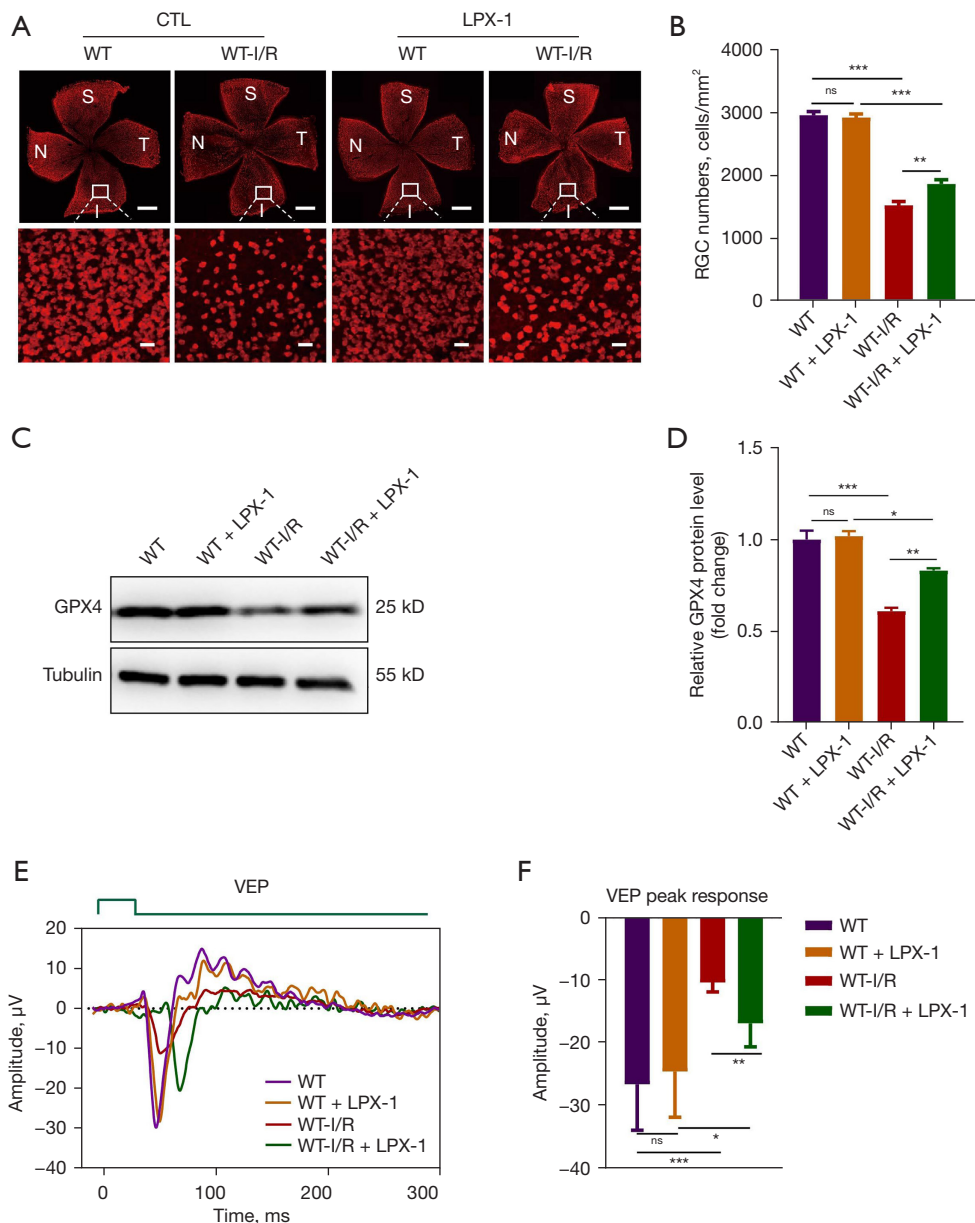 A
CTL
LPX-1
WT
WT-I/R
WT
WT-I/R
S
N
T
I
S
N
T
I
S
N
T
I
S
N
T
I
B
RGC numbers, cells/mm²
4000
3000
2000
1000
0
***
ns
***
**
WT
WT + LPX-1
WT-I/R
WT-I/R + LPX-1
C
WT
WT + LPX-1
WT-I/R
WT-I/R + LPX-1
GPX4
25 kD
Tubulin
55 kD
D
Relative GPX4 protein level
(fold change)
1.5
1.0
0.5
0.0
***
ns
*
**
WT
WT + LPX-1
WT-I/R
WT-I/R + LPX-1
E
VEP
Amplitude, μV
20
10
0
−10
−20
−30
−40
WT
WT + LPX-1
WT-I/R
WT-I/R + LPX-1
0
100
200
300
Time, ms
F
VEP peak response
Amplitude, μV
0
−10
−20
−30
−40
**
ns
*
***
WT
WT + LPX-1
WT-I/R
WT-I/R + LPX-1